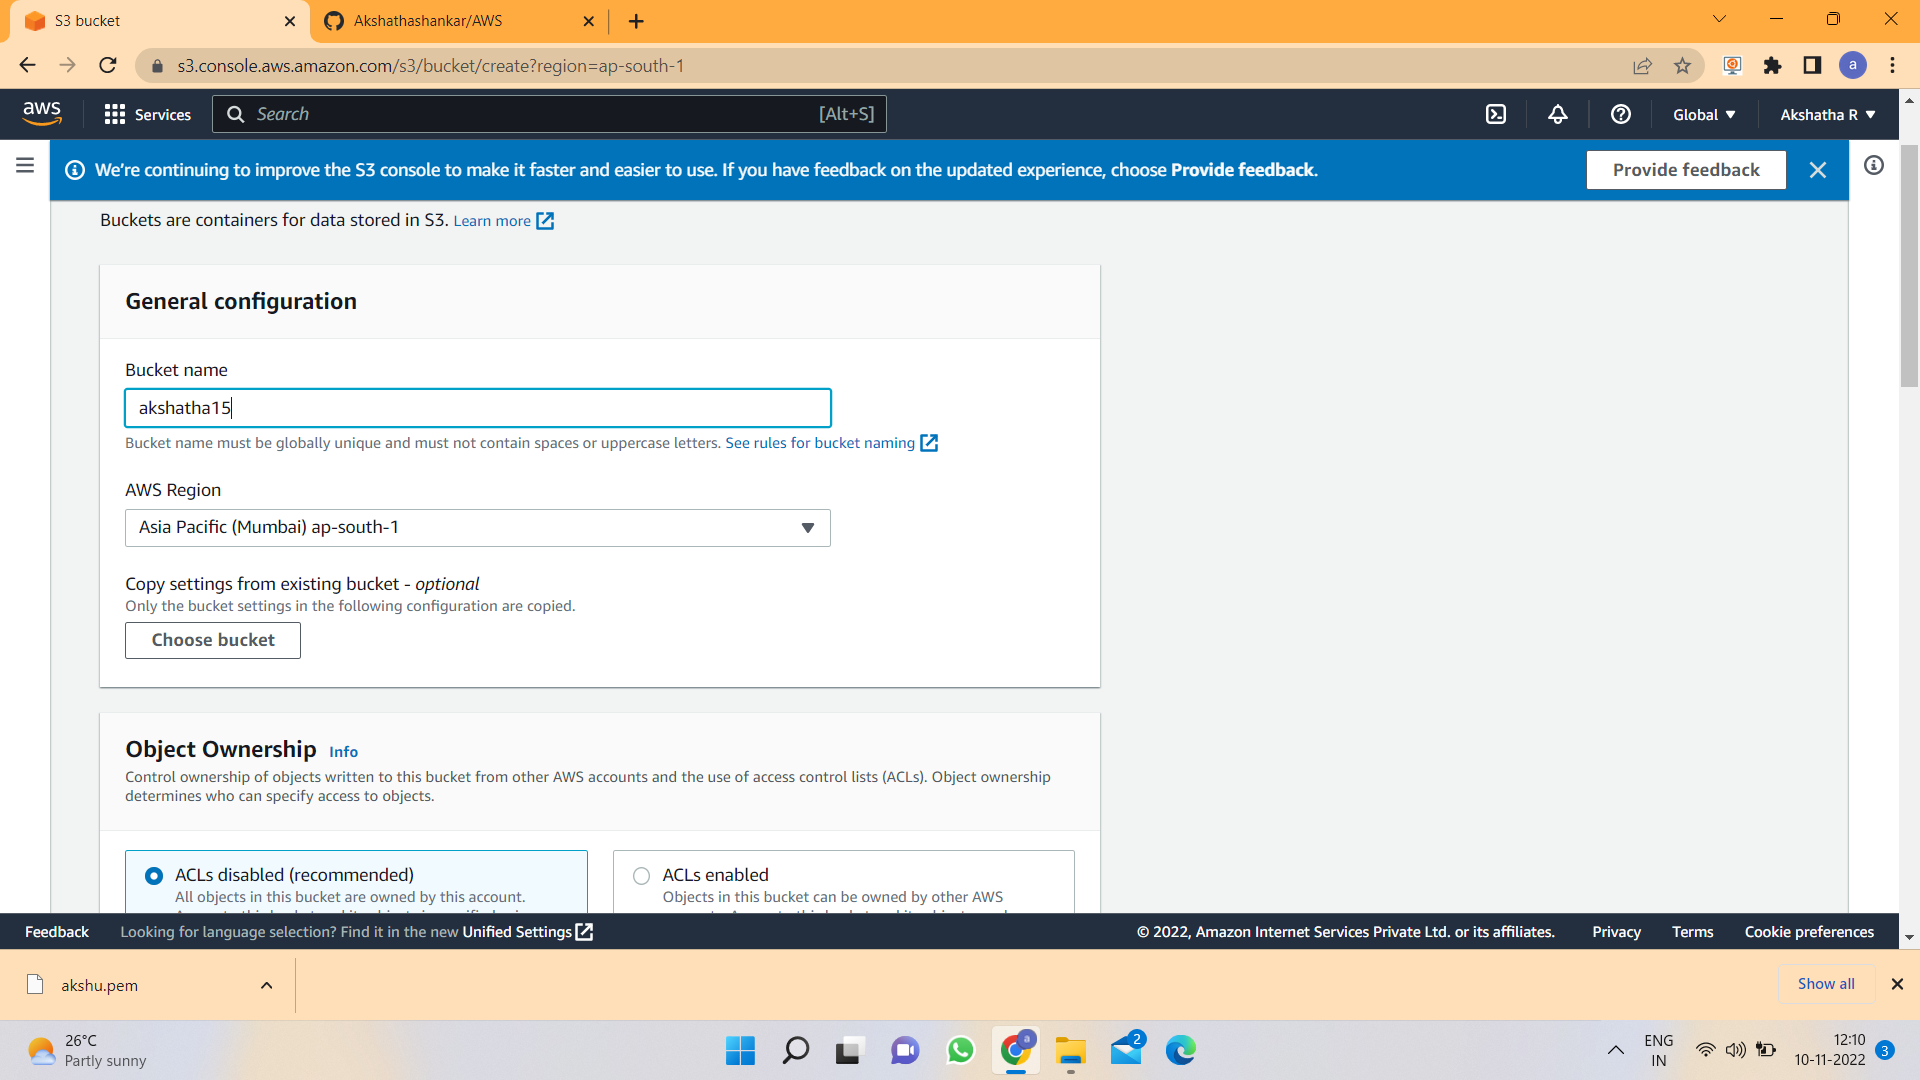 S3 bucket
Akshathashankar/AWS
s3.console.aws.amazon.com/s3/bucket/create?region=ap-south-1
a
aws
Services
Search
[Alt+S]
Global
Akshatha R
We're continuing to improve the S3 console to make it faster and easier to use. If you have feedback on the updated experience, choose Provide feedback.
Provide feedback
Buckets are containers for data stored in S3. Learn more
General configuration
Bucket name
akshatha15
Bucket name must be globally unique and must not contain spaces or uppercase letters. See rules for bucket naming
AWS Region
Asia Pacific (Mumbai) ap-south-1
Copy settings from existing bucket - optional
Only the bucket settings in the following configuration are copied.
Choose bucket
Object Ownership Info
Control ownership of objects written to this bucket from other AWS accounts and the use of access control lists (ACLs). Object ownership
determines who can specify access to objects.
ACLs disabled (recommended)
All objects in this bucket are owned by this account.
ACLs enabled
Objects in this bucket can be owned by other AWS
Feedback
Looking for language selection? Find it in the new Unified Settings
© 2022, Amazon Internet Services Private Ltd. or its affiliates.
Privacy
Terms
Cookie preferences
akshu.pem
Show all
26°C
Partly sunny
a
2
ENG
IN
12:10
10-11-2022
3